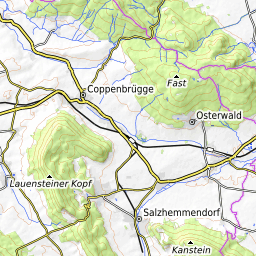 Fast
Coppenbrügge
Osterwald
Lauensteiner Kopf
Salzhemmendorf
Kanstein